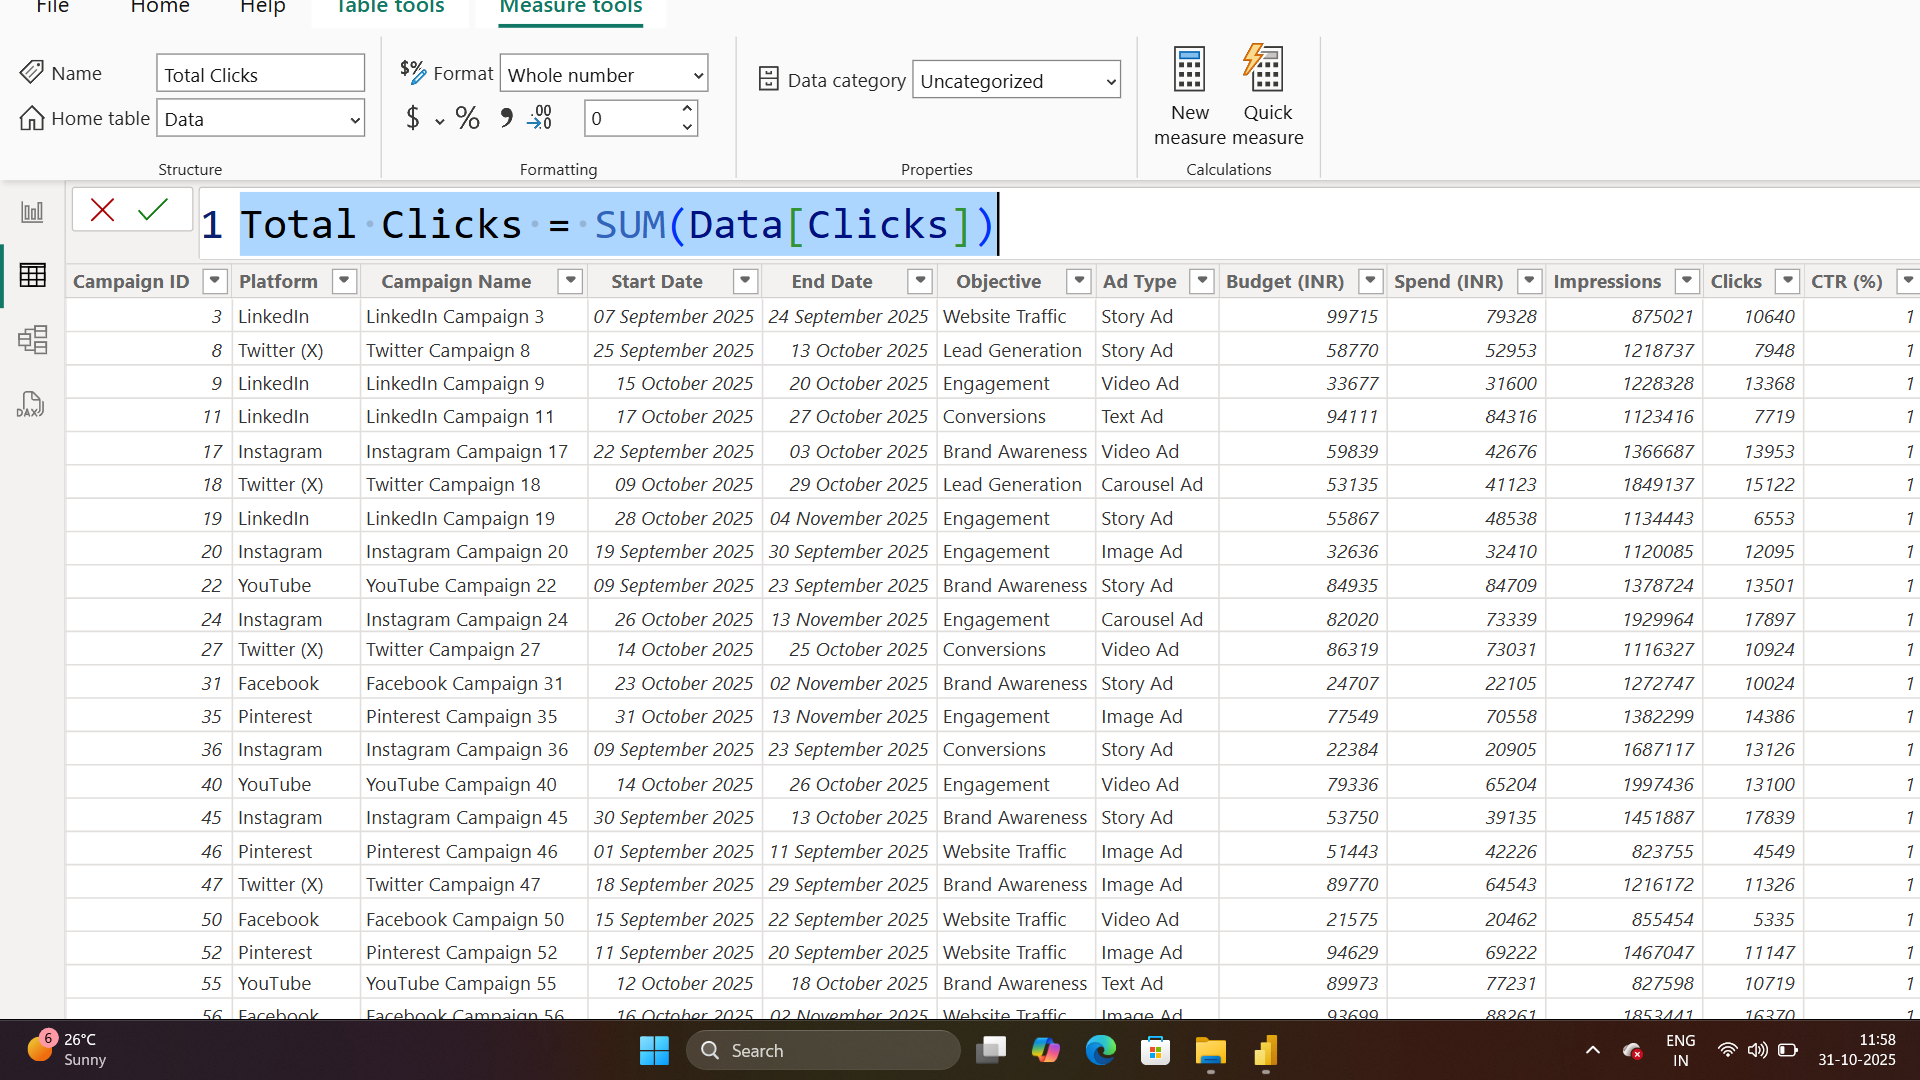 File Home Help Table tools Measure tools
Name Total Clicks $% Format Whole number Data category Uncategorized New measure Quick measure
Home table Data $ % , .00 0
Structure Formatting Properties Calculations
1 Total Clicks = SUM(Data[Clicks])
Campaign ID Platform Campaign Name Start Date End Date Objective Ad Type Budget (INR) Spend (INR) Impressions Clicks CTR (%)
3 LinkedIn LinkedIn Campaign 3 07 September 2025 24 September 2025 Website Traffic Story Ad 99715 79328 875021 10640 1
8 Twitter (X) Twitter Campaign 8 25 September 2025 13 October 2025 Lead Generation Story Ad 58770 52953 1218737 7948 1
9 LinkedIn LinkedIn Campaign 9 15 October 2025 20 October 2025 Engagement Video Ad 33677 31600 1228328 13368 1
11 LinkedIn LinkedIn Campaign 11 17 October 2025 27 October 2025 Conversions Text Ad 94111 84316 1123416 7719 1
17 Instagram Instagram Campaign 17 22 September 2025 03 October 2025 Brand Awareness Video Ad 59839 42676 1366687 13953 1
18 Twitter (X) Twitter Campaign 18 09 October 2025 29 October 2025 Lead Generation Carousel Ad 53135 41123 1849137 15122 1
19 LinkedIn LinkedIn Campaign 19 28 October 2025 04 November 2025 Engagement Story Ad 55867 48538 1134443 6553 1
20 Instagram Instagram Campaign 20 19 September 2025 30 September 2025 Engagement Image Ad 32636 32410 1120085 12095 1
22 YouTube YouTube Campaign 22 09 September 2025 23 September 2025 Brand Awareness Story Ad 84935 84709 1378724 13501 1
24 Instagram Instagram Campaign 24 26 October 2025 13 November 2025 Engagement Carousel Ad 82020 73339 1929964 17897 1
27 Twitter (X) Twitter Campaign 27 14 October 2025 25 October 2025 Conversions Video Ad 86319 73031 1116327 10924 1
31 Facebook Facebook Campaign 31 23 October 2025 02 November 2025 Brand Awareness Story Ad 24707 22105 1272747 10024 1
35 Pinterest Pinterest Campaign 35 31 October 2025 13 November 2025 Engagement Image Ad 77549 70558 1382299 14386 1
36 Instagram Instagram Campaign 36 09 September 2025 23 September 2025 Conversions Story Ad 22384 20905 1687117 13126 1
40 YouTube YouTube Campaign 40 14 October 2025 26 October 2025 Engagement Video Ad 79336 65204 1997436 13100 1
45 Instagram Instagram Campaign 45 30 September 2025 13 October 2025 Brand Awareness Story Ad 53750 39135 1451887 17839 1
46 Pinterest Pinterest Campaign 46 01 September 2025 11 September 2025 Website Traffic Image Ad 51443 42226 823755 4549 1
47 Twitter (X) Twitter Campaign 47 18 September 2025 29 September 2025 Brand Awareness Image Ad 89770 64543 1216172 11326 1
50 Facebook Facebook Campaign 50 15 September 2025 22 September 2025 Website Traffic Video Ad 21575 20462 855454 5335 1
52 Pinterest Pinterest Campaign 52 11 September 2025 20 September 2025 Website Traffic Image Ad 94629 69222 1467047 11147 1
55 YouTube YouTube Campaign 55 12 October 2025 18 October 2025 Brand Awareness Text Ad 89973 77231 827598 10719 1
56 Facebook Facebook Campaign 56 16 October 2025 02 November 2025 Website Traffic Image Ad 93699 88261 1853441 16370 1
6 26°C Sunny Search ENG IN 11:58 31-10-2025